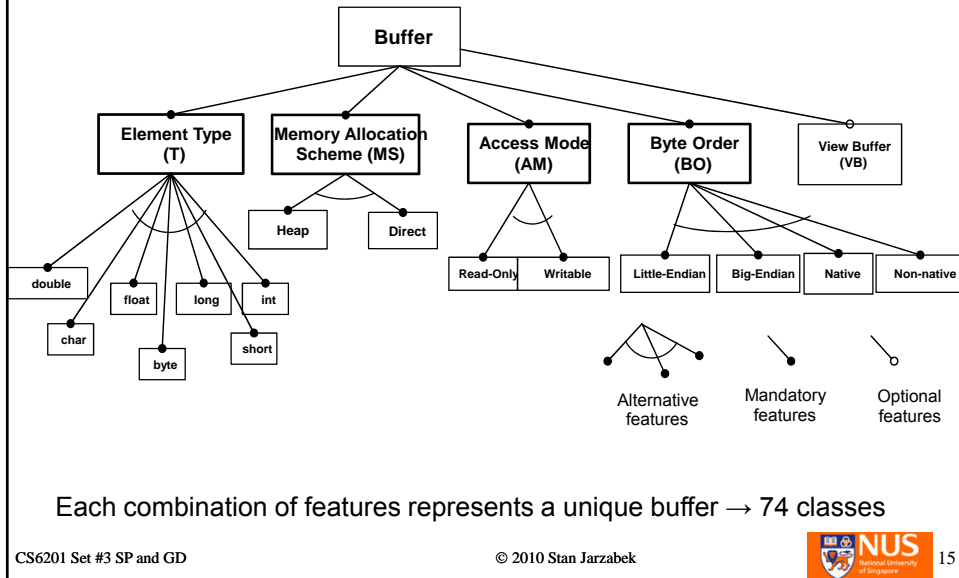 Buffer
Element Type
(T)
Memory Allocation
Scheme (MS)
Access Mode
(AM)
Byte Order
(BO)
View Buffer
(VB)
Heap
Direct
Read-Only
Writable
Little-Endian
Big-Endian
Native
Non-native
double
float
long
int
char
byte
short
Alternative
features
Mandatory
features
Optional
features
Each combination of features represents a unique buffer → 74 classes
CS6201 Set #3 SP and GD
© 2010 Stan Jarzabek
NUS
National University
of Singapore
15